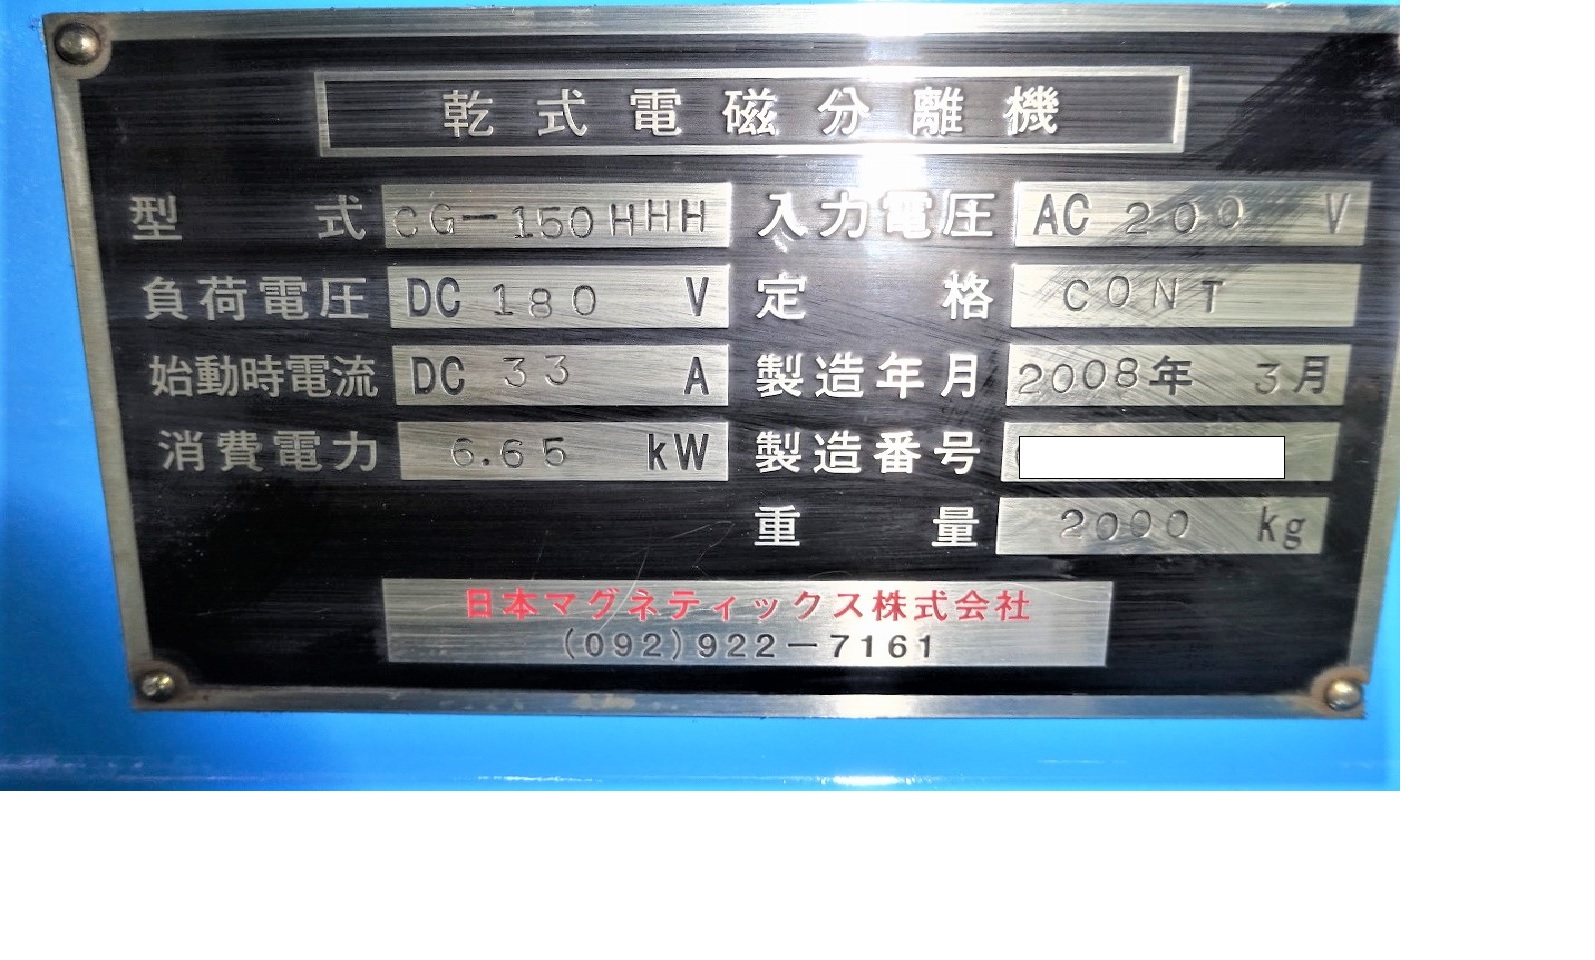 乾式電磁分離機
型式 CG-150HHH 入力電圧 AC 200 V
負荷電圧 DC 180 V 定格 CONT
始動時電流 DC 33 A 製造年月 2008年 3月
消費電力 6.65 kW 製造番号
重量 2000 kg
日本マグネティックス株式会社
(092)922-7161